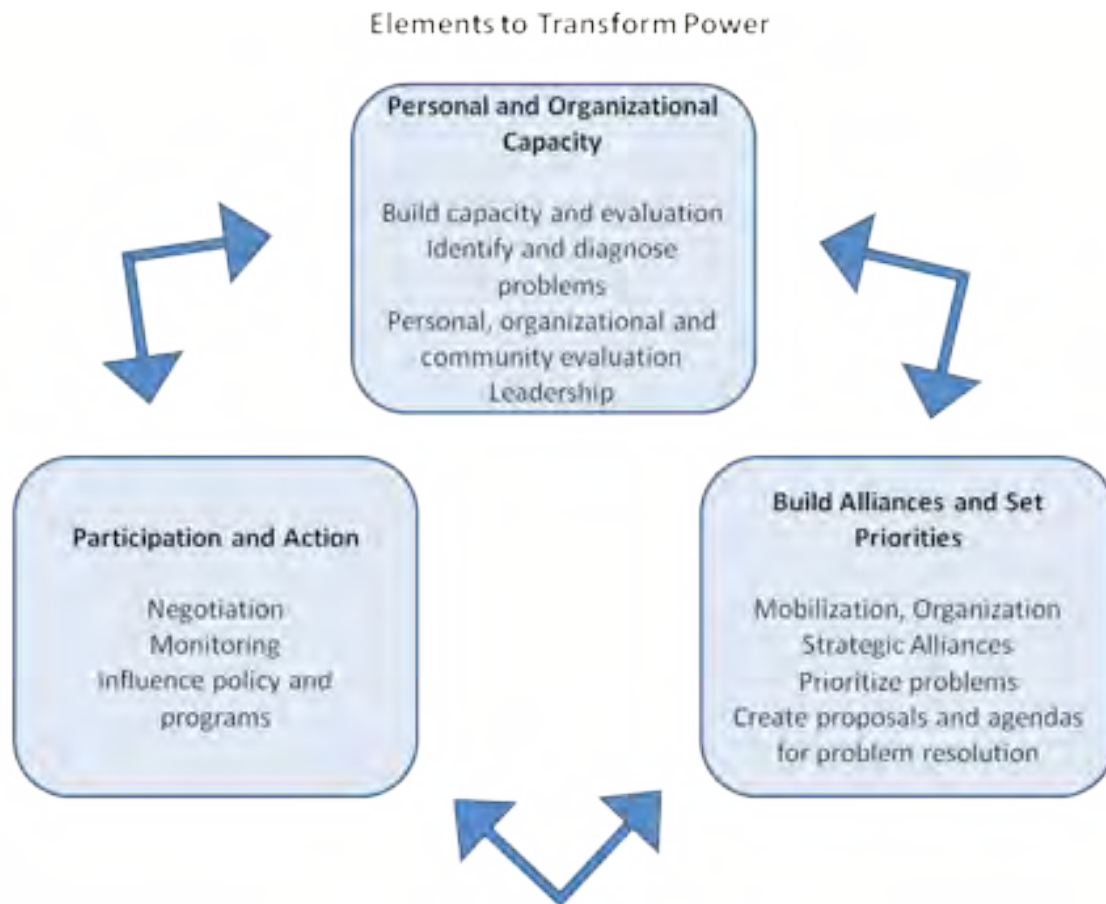 Elements to Transform Power
Personal and Organizational
Capacity
Build capacity and evaluation
Identify and diagnose
problems
Personal, organizational and
community evaluation
Leadership
Participation and Action
Negotiation
Monitoring
Influence policy and
programs
Build Alliances and Set
Priorities
Mobilization, Organization
Strategic Alliances
Prioritize problems
Create proposals and agendas
for problem resolution